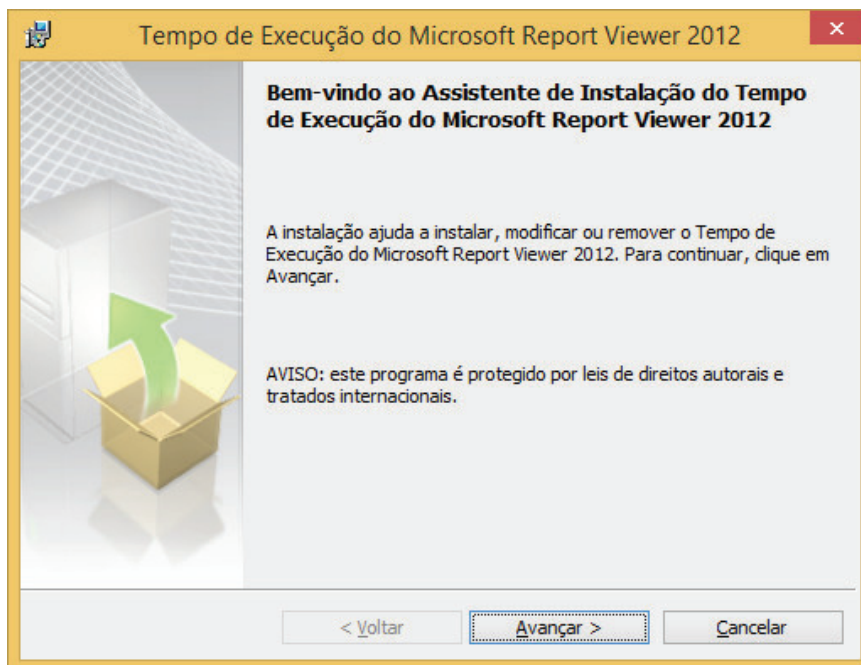 Tempo de Execução do Microsoft Report Viewer 2012
Bem-vindo ao Assistente de Instalação do Tempo
de Execução do Microsoft Report Viewer 2012
A instalação ajuda a instalar, modificar ou remover o Tempo de
Execução do Microsoft Report Viewer 2012. Para continuar, clique em
Avançar.
AVISO: este programa é protegido por leis de direitos autorais e
tratados internacionais.
< Voltar
Avançar >
Cancelar